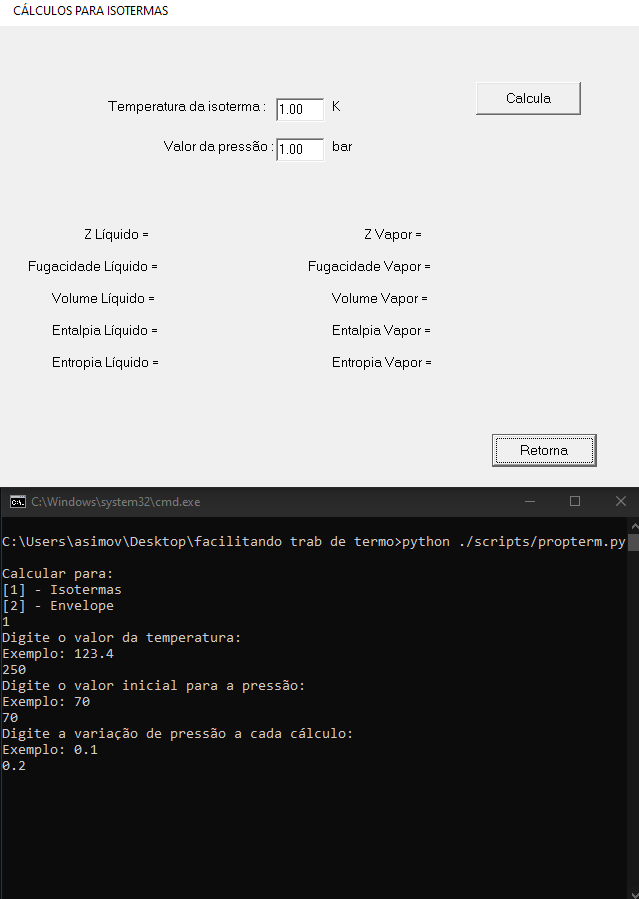 CÁLCULOS PARA ISOTERMAS
Temperatura da isoterma : 1.00 K
Calcula
Valor da pressão : 1.00 bar
Z Líquido = Z Vapor =
Fugacidade Líquido = Fugacidade Vapor =
Volume Líquido = Volume Vapor =
Entalpia Líquido = Entalpia Vapor =
Entropia Líquido = Entropia Vapor =
Retorna
C:\Windows\system32\cmd.exe
C:\Users\asimov\Desktop\facilitando trab de termo>python ./scripts/propterm.py
Calcular para:
[1] - Isotermas
[2] - Envelope
1
Digite o valor da temperatura:
Exemplo: 123.4
250
Digite o valor inicial para a pressão:
Exemplo: 70
70
Digite a variação de pressão a cada cálculo:
Exemplo: 0.1
0.2